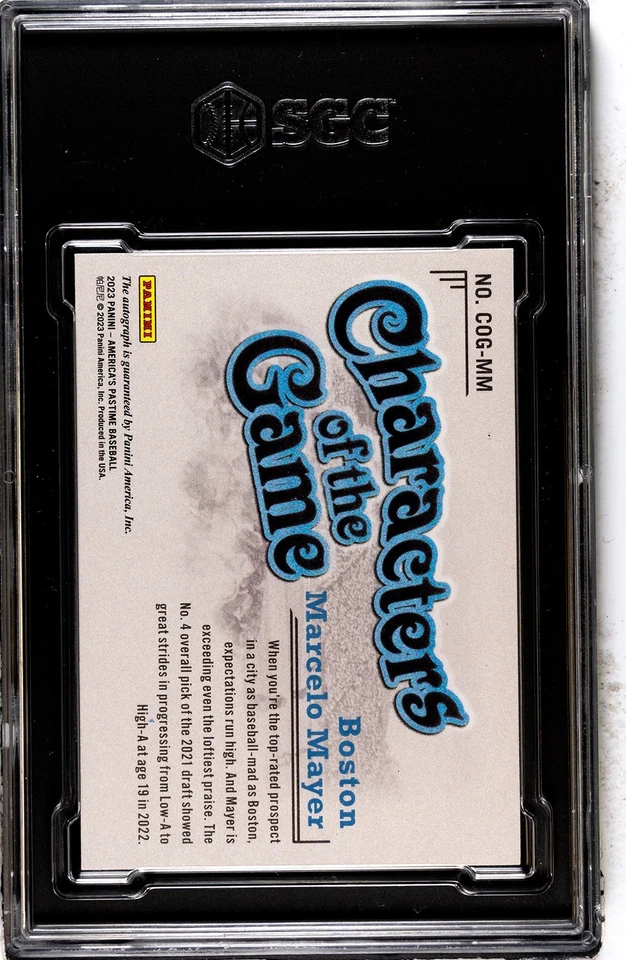 SGC
NO. COG-MM
Characters
of the
Game
Boston
Marcelo Mayer
When you're the top-rated prospect
in a city as baseball-mad as Boston,
expectations run high. And Mayer is
exceeding even the loftiest praise. The
No. 4 overall pick of the 2021 draft showed
great strides in progressing from Low-A to
High-A at age 19 in 2022.
PANINI
The autograph is guaranteed by Panini America, Inc.
2023 PANINI – AMERICA'S PASTIME BASEBALL
帕尼尼 © 2023 Panini America, Inc. Produced in the USA.